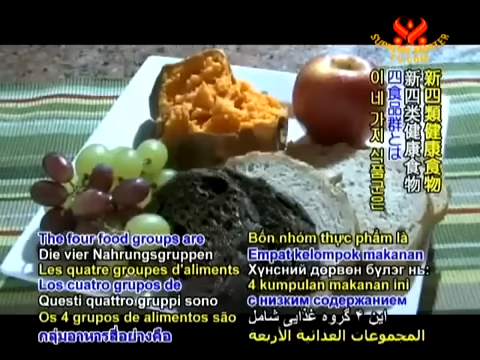 SUPREME MASTER
新四類健康食物
新四类健康食物
四食品群とは
이 네 가지 식품군은
The four food groups are
Die vier Nahrungsgruppen
Les quatre groupes d'aliments
Los cuatro grupos de
Questi quattro gruppi sono
Os 4 grupos de alimentos são
กลุ่มอาหารสี่อย่างคือ
Bốn nhóm thực phẩm là
Empat kelompok makanan
Хүнсний дөрвөн бүлэг нь:
4 kumpulan makanan ini
с низким содержанием
این ۴ گروه غذایی شامل
المجموعات الغذائية الأربعة